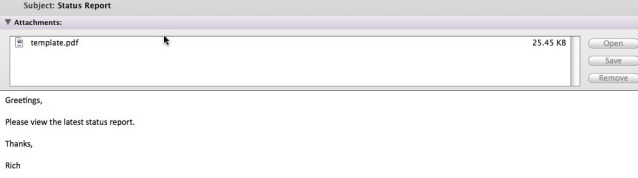 Subject: Status Report
Attachments:
template.pdf 25.45 KB Open
Save
Remove
Greetings,
Please view the latest status report.
Thanks,
Rich